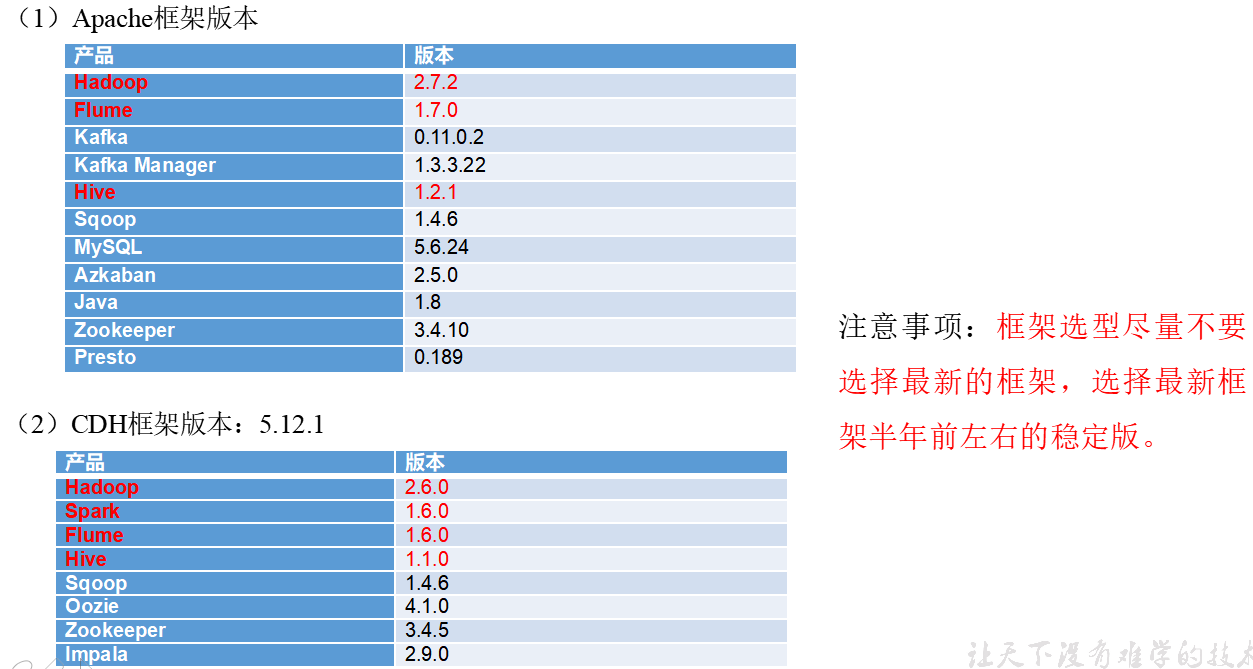 （1）Apache框架版本
产品 版本
Hadoop 2.7.2
Flume 1.7.0
Kafka 0.11.0.2
Kafka Manager 1.3.3.22
Hive 1.2.1
Sqoop 1.4.6
MySQL 5.6.24
Azkaban 2.5.0
Java 1.8
Zookeeper 3.4.10
Presto 0.189
（2）CDH框架版本：5.12.1
产品 版本
Hadoop 2.6.0
Spark 1.6.0
Flume 1.6.0
Hive 1.1.0
Sqoop 1.4.6
Oozie 4.1.0
Zookeeper 3.4.5
Impala 2.9.0
注意事项：框架选型尽量不要
选择最新的框架，选择最新框
架半年前左右的稳定版。
让天下没有难学的技术